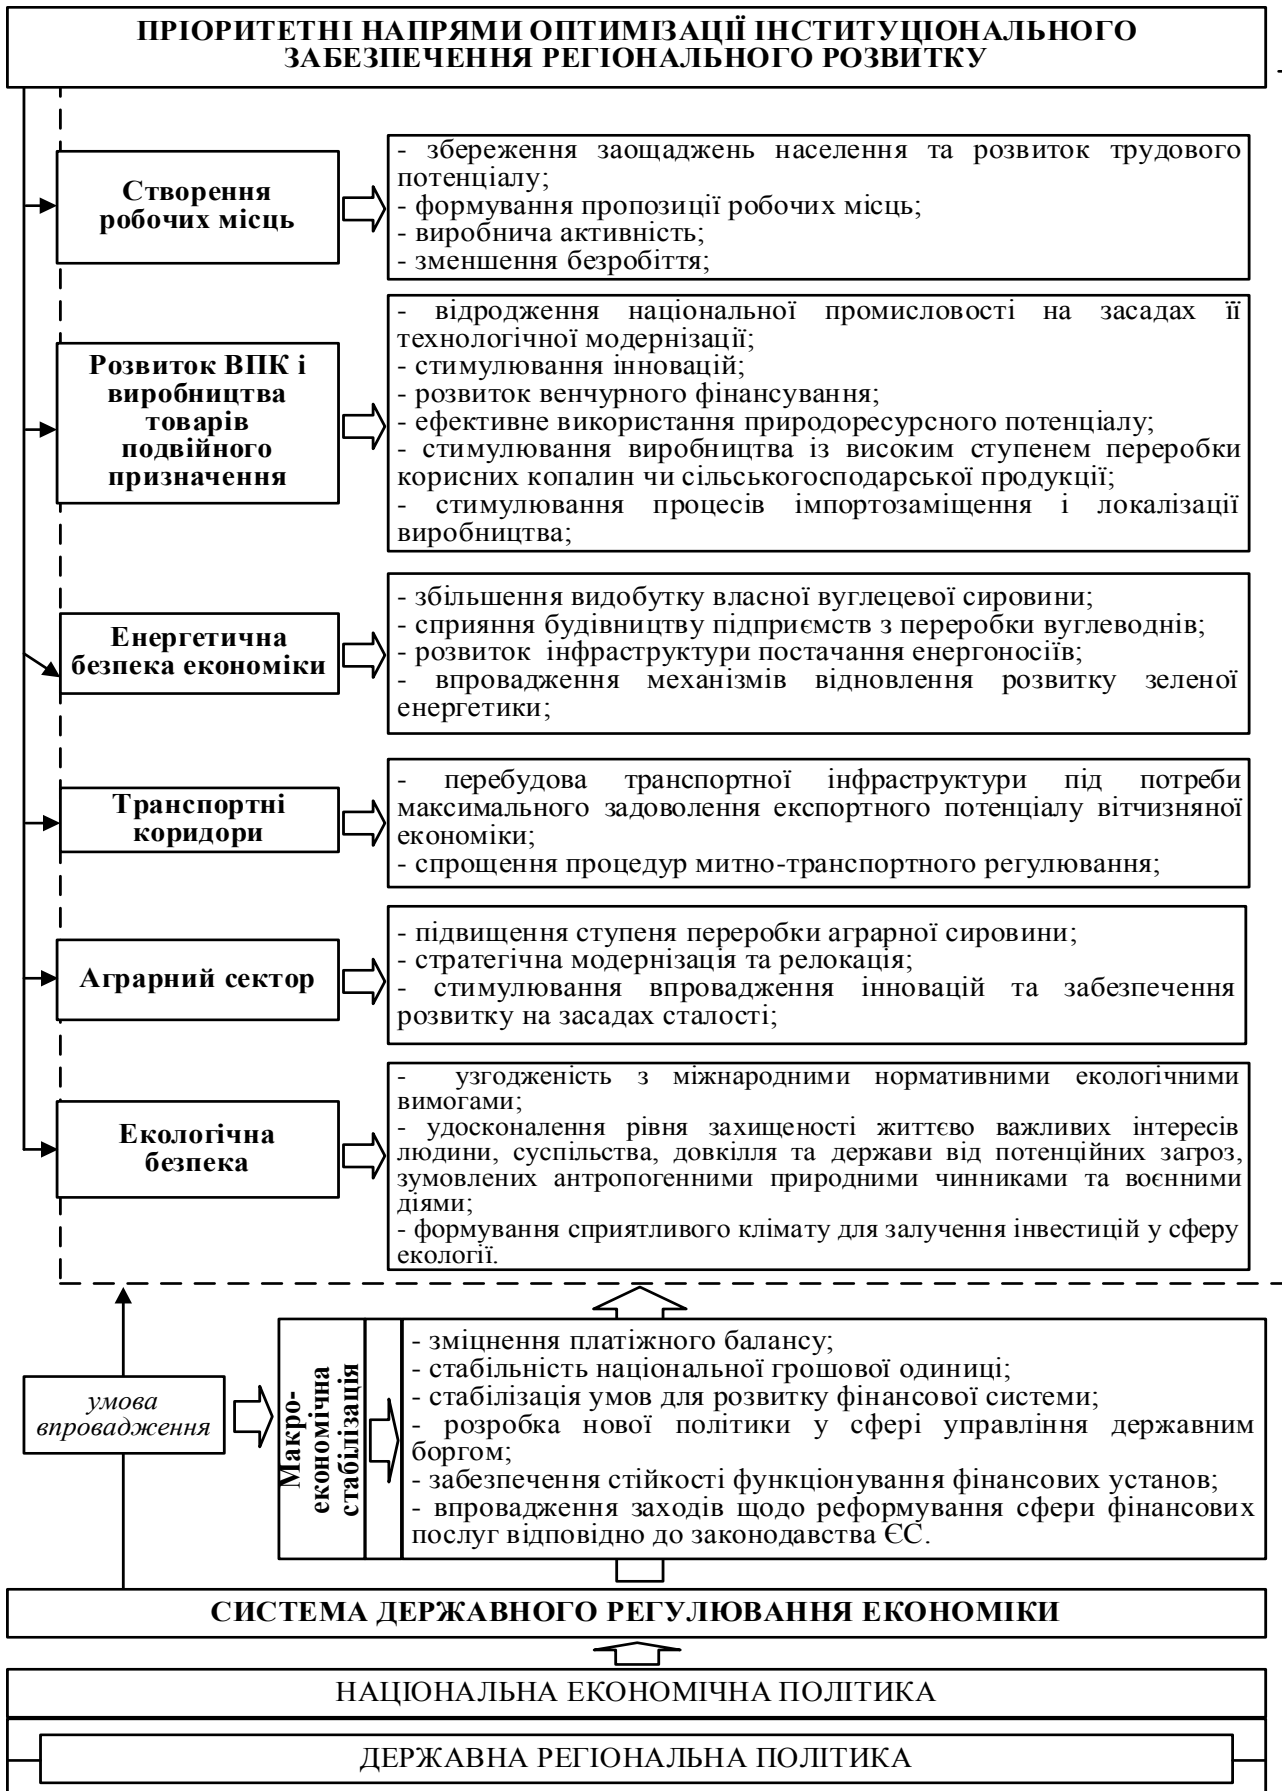 ПРІОРИТЕТНІ НАПРЯМИ ОПТИМІЗАЦІЇ ІНСТИТУЦІОНАЛЬНОГО
ЗАБЕЗПЕЧЕННЯ РЕГІОНАЛЬНОГО РОЗВИТКУ
Створення
робочих місць
- збереження заощаджень населення та розвиток трудового
потенціалу;
- формування пропозиції робочих місць;
- виробнича активність;
- зменшення безробіття;
Розвиток ВПК і
виробництва
товарів
подвійного
призначення
- відродження національної промисловості на засадах її
технологічної модернізації;
- стимулювання інновацій;
- розвиток венчурного фінансування;
- ефективне використання природоресурсного потенціалу;
- стимулювання виробництва із високим ступенем переробки
корисних копалин чи сільськогосподарської продукції;
- стимулювання процесів імпортозаміщення і локалізації
виробництва;
Енергетична
безпека економіки
- збільшення видобутку власної вуглецевої сировини;
- сприяння будівництву підприємств з переробки вуглеводнів;
- розвиток інфраструктури постачання енергоносіїв;
- впровадження механізмів відновлення розвитку зеленої
енергетики;
Транспортні
коридори
- перебудова транспортної інфраструктури під потреби
максимального задоволення експортного потенціалу вітчизняної
економіки;
- спрощення процедур митно-транспортного регулювання;
Аграрний сектор
- підвищення ступеня переробки аграрної сировини;
- стратегічна модернізація та релокація;
- стимулювання впровадження інновацій та забезпечення
розвитку на засадах сталості;
Екологічна
безпека
- узгодженість з міжнародними нормативними екологічними
вимогами;
- удосконалення рівня захищеності життєво важливих інтересів
людини, суспільства, довкілля та держави від потенційних загроз,
зумовлених антропогенними природними чинниками та воєнними
діями;
- формування сприятливого клімату для залучення інвестицій у сферу
екології.
умова
впровадження
Макро-
економічна
стабілізація
- зміцнення платіжного балансу;
- стабільність національної грошової одиниці;
- стабілізація умов для розвитку фінансової системи;
- розробка нової політики у сфері управління державним
боргом;
- забезпечення стійкості функціонування фінансових установ;
- впровадження заходів щодо реформування сфери фінансових
послуг відповідно до законодавства ЄС.
СИСТЕМА ДЕРЖАВНОГО РЕГУЛЮВАННЯ ЕКОНОМІКИ
НАЦІОНАЛЬНА ЕКОНОМІЧНА ПОЛІТИКА
ДЕРЖАВНА РЕГІОНАЛЬНА ПОЛІТИКА